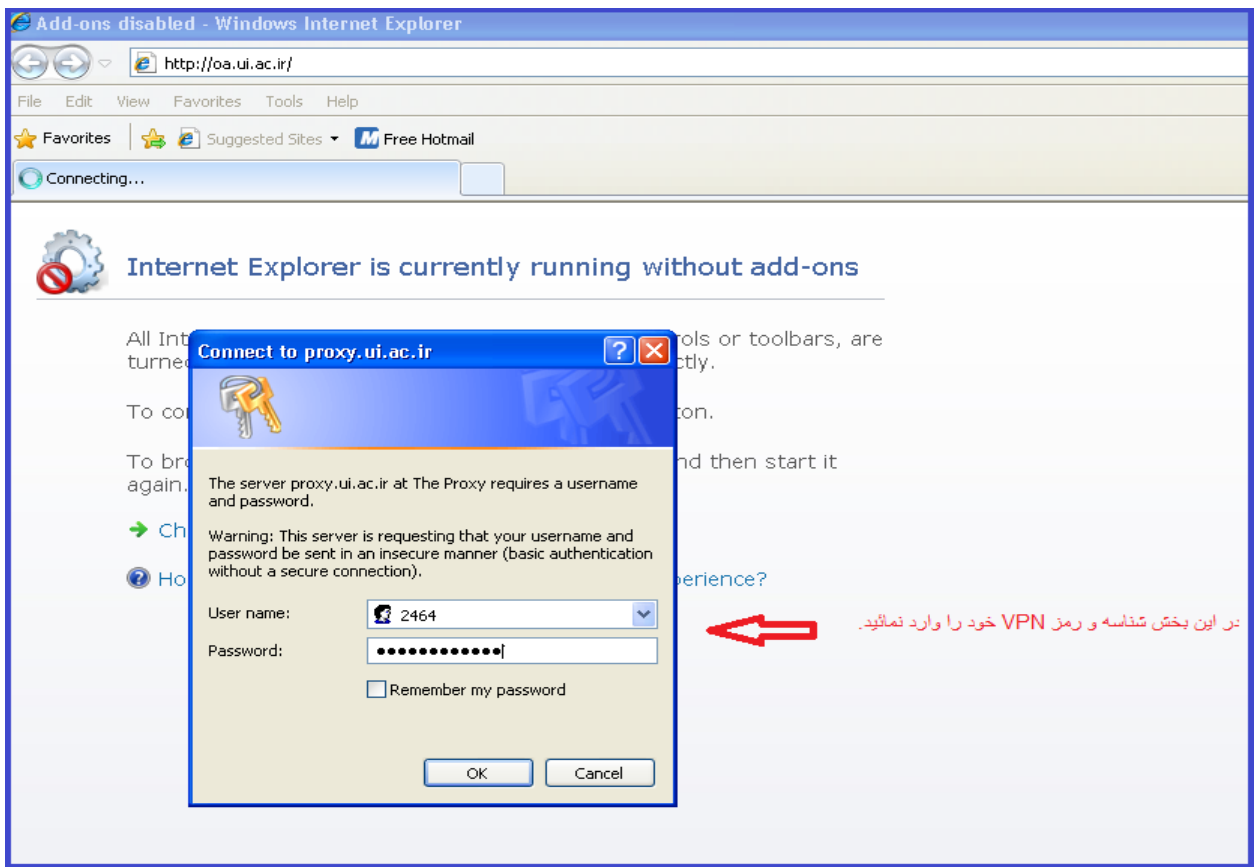 Add-ons disabled - Windows Internet Explorer
http://oa.ui.ac.ir/
File Edit View Favorites Tools Help
Favorites Suggested Sites Free Hotmail
Connecting...
Internet Explorer is currently running without add-ons
All Int rols or toolbars, are
turned ctly.
To co ton.
To bro nd then start it
again.
Ch
Ho perience?
Connect to proxy.ui.ac.ir
The server proxy.ui.ac.ir at The Proxy requires a username
and password.
Warning: This server is requesting that your username and
password be sent in an insecure manner (basic authentication
without a secure connection).
User name: 2464
Password: ●●●●●●●●●●●●
Remember my password
OK Cancel
در این بخش شناسه و رمز VPN خود را وارد نمائید.